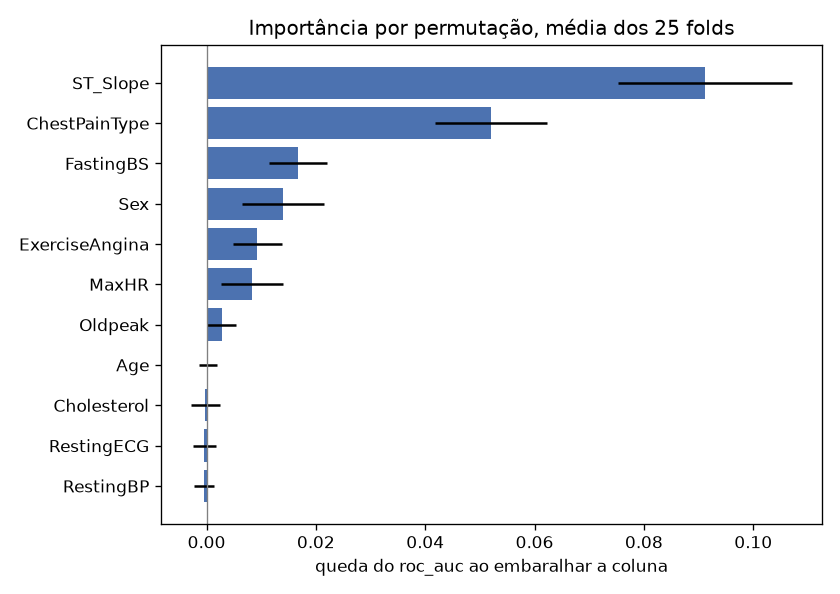 Importância por permutação, média dos 25 folds
ST_Slope
ChestPainType
FastingBS
Sex
ExerciseAngina
MaxHR
Oldpeak
Age
Cholesterol
RestingECG
RestingBP
0.00 0.02 0.04 0.06 0.08 0.10
queda do roc_auc ao embaralhar a coluna